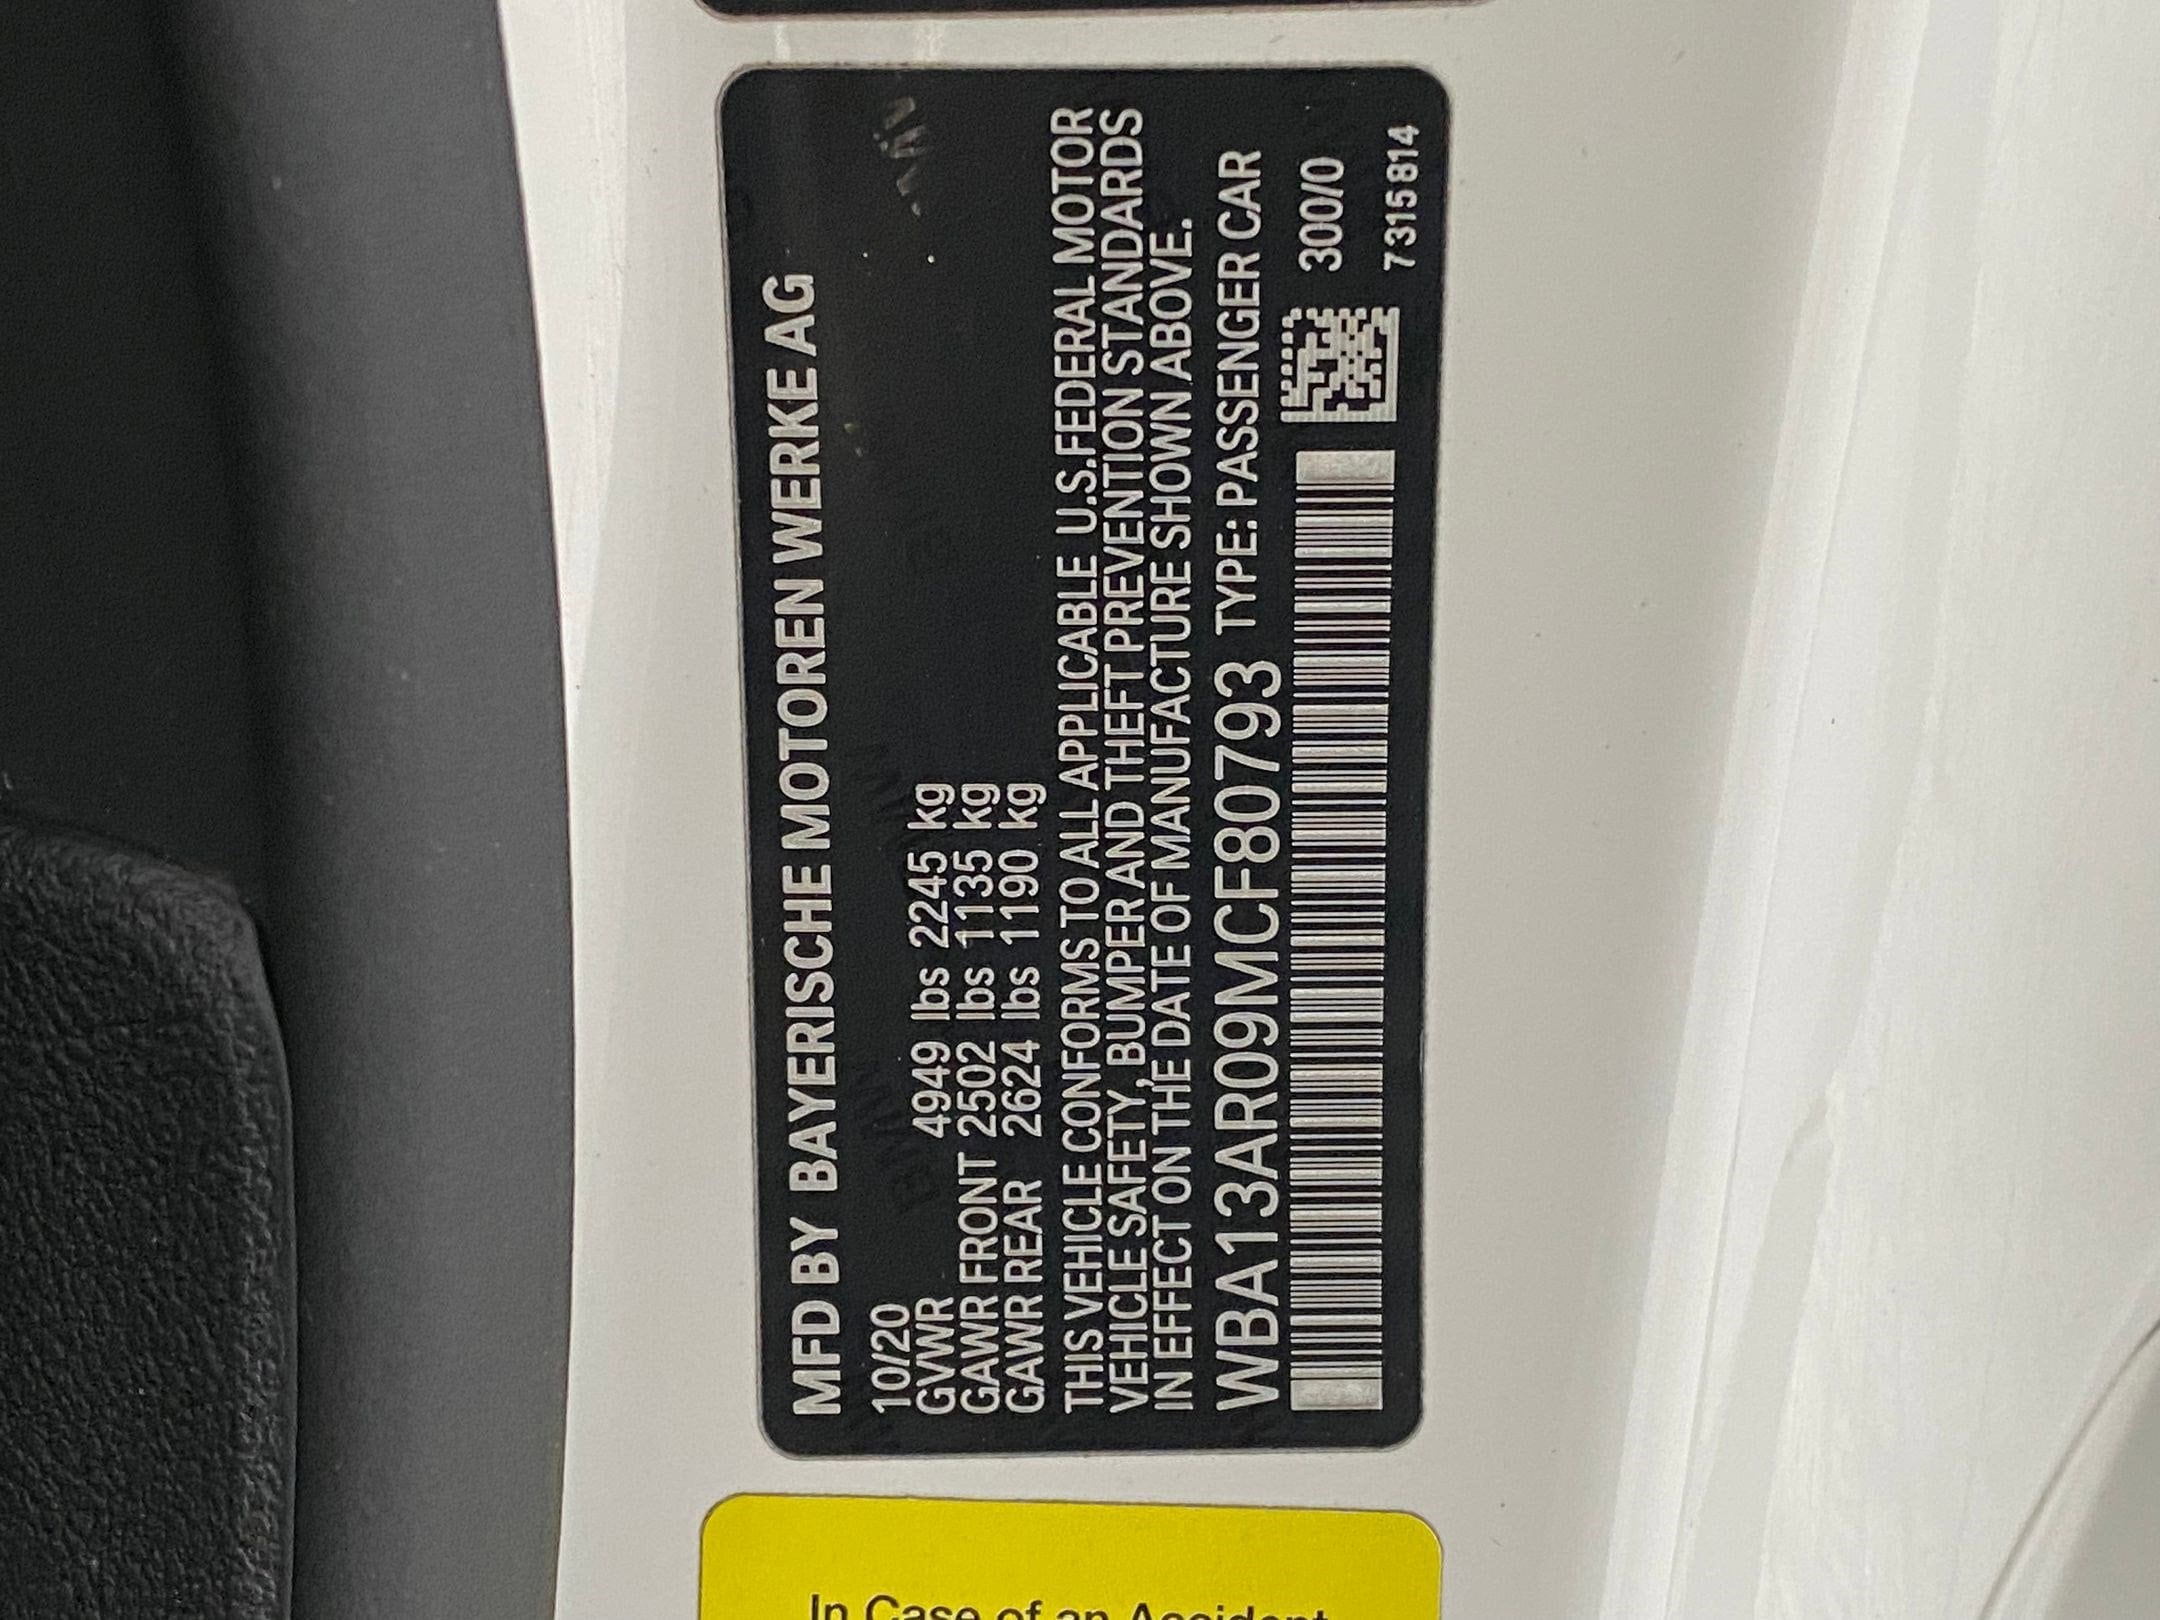 MFD BY BAYERISCHE MOTOREN WERKE AG
10/20
GVWR 4949 lbs 2245 kg
GAWR FRONT 2502 lbs 1135 kg
GAWR REAR 2624 lbs 1190 kg
THIS VEHICLE CONFORMS TO ALL APPLICABLE U.S.FEDERAL MOTOR
VEHICLE SAFETY, BUMPER AND THEFT PREVENTION STANDARDS
IN EFFECT ON THE DATE OF MANUFACTURE SHOWN ABOVE.
WBA13AR09MCF80793 TYPE: PASSENGER CAR
300/0
7 315 814
In Case of an Accident